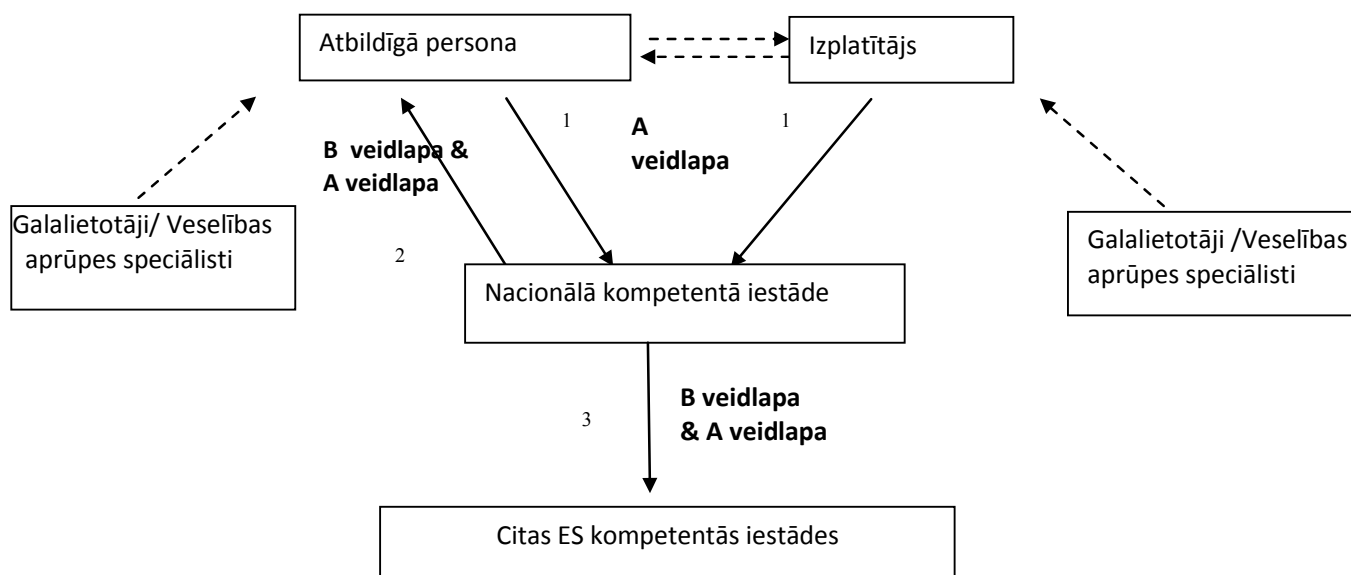 Atbildīgā persona
Izplatītājs
1
A
veidlapa
1
B veidlapa &
A veidlapa
Galalietotāji/ Veselības
aprūpes speciālisti
2
Galalietotāji /Veselības
aprūpes speciālisti
Nacionālā kompetentā iestāde
3
B veidlapa
& A veidlapa
Citas ES kompetentās iestādes